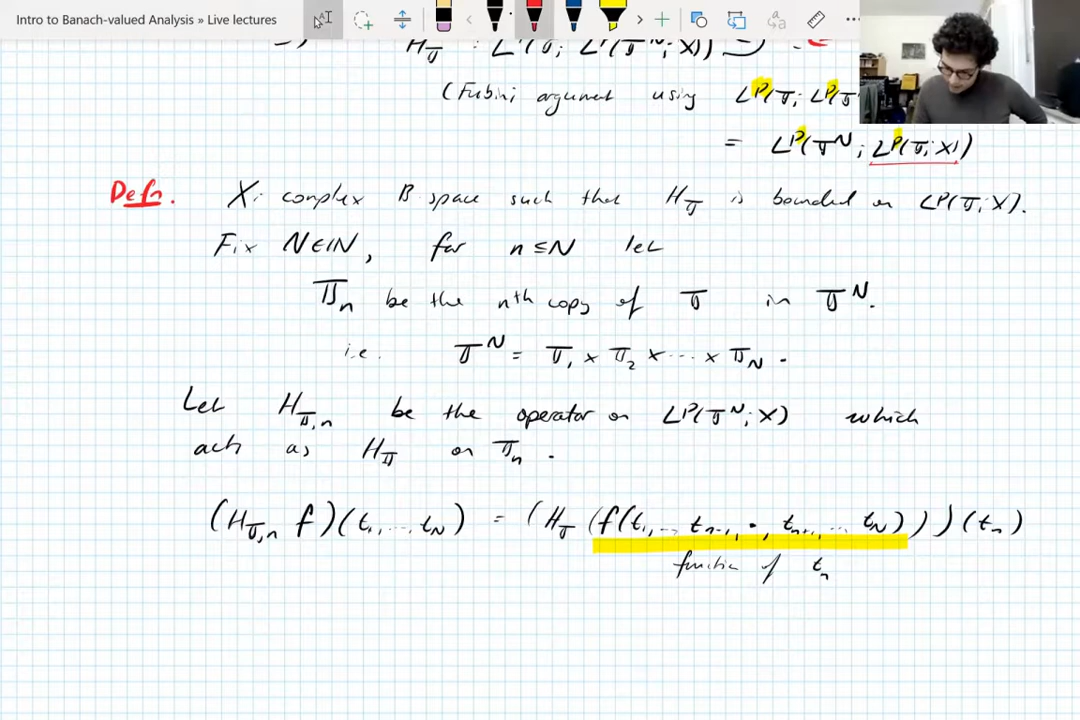 Intro to Banach-valued Analysis » Live lectures
H_𝕋 : L^p(𝕋; L^p(𝕋^N; X))
(Fubini argument using L^p(𝕋; L^p(𝕋
= L^p(𝕋^N; L^p(𝕋; X))
Defn. X: complex B. space such that H_𝕋 is bounded on L^p(𝕋; X).
Fix N ∈ ℕ, for n ≤ N let
𝕋_n be the nth copy of 𝕋 in 𝕋^N.
i.e. 𝕋^N = 𝕋_1 × 𝕋_2 × ... × 𝕋_N.
Let H_{𝕋,n} be the operator on L^p(𝕋^N; X) which
acts as H_𝕋 on 𝕋_n.
(H_{𝕋,n} f)(t_1, ... t_N) = (H_𝕋 (f(t_1, ... t_{n-1}, •, t_{n+1}, ... t_N)))(t_n)
function of t_n